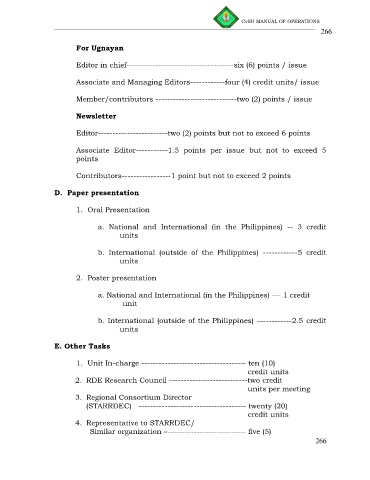 CvSU MANUAL OF OPERATIONS
266
For Ugnayan
Editor in chief-------------------------------------six (6) points / issue
Associate and Managing Editors------------four (4) credit units/ issue
Member/contributors ----------------------------two (2) points / issue
Newsletter
Editor------------------------two (2) points but not to exceed 6 points
Associate Editor-----------1.5 points per issue but not to exceed 5
points
Contributors-----------------1 point but not to exceed 2 points
D. Paper presentation
1. Oral Presentation
a. National and International (in the Philippines) -- 3 credit
units
b. International (outside of the Philippines) ------------5 credit
units
2. Poster presentation
a. National and International (in the Philippines) --- 1 credit
unit
b. International (outside of the Philippines) ------------2.5 credit
units
E. Other Tasks
1. Unit In-charge ------------------------------------ ten (10)
credit units
2. RDE Research Council ---------------------------two credit
units per meeting
3. Regional Consortium Director
(STARRDEC) ------------------------------------- twenty (20)
credit units
4. Representative to STARRDEC/
Similar organization ---------------------------- five (5)
266